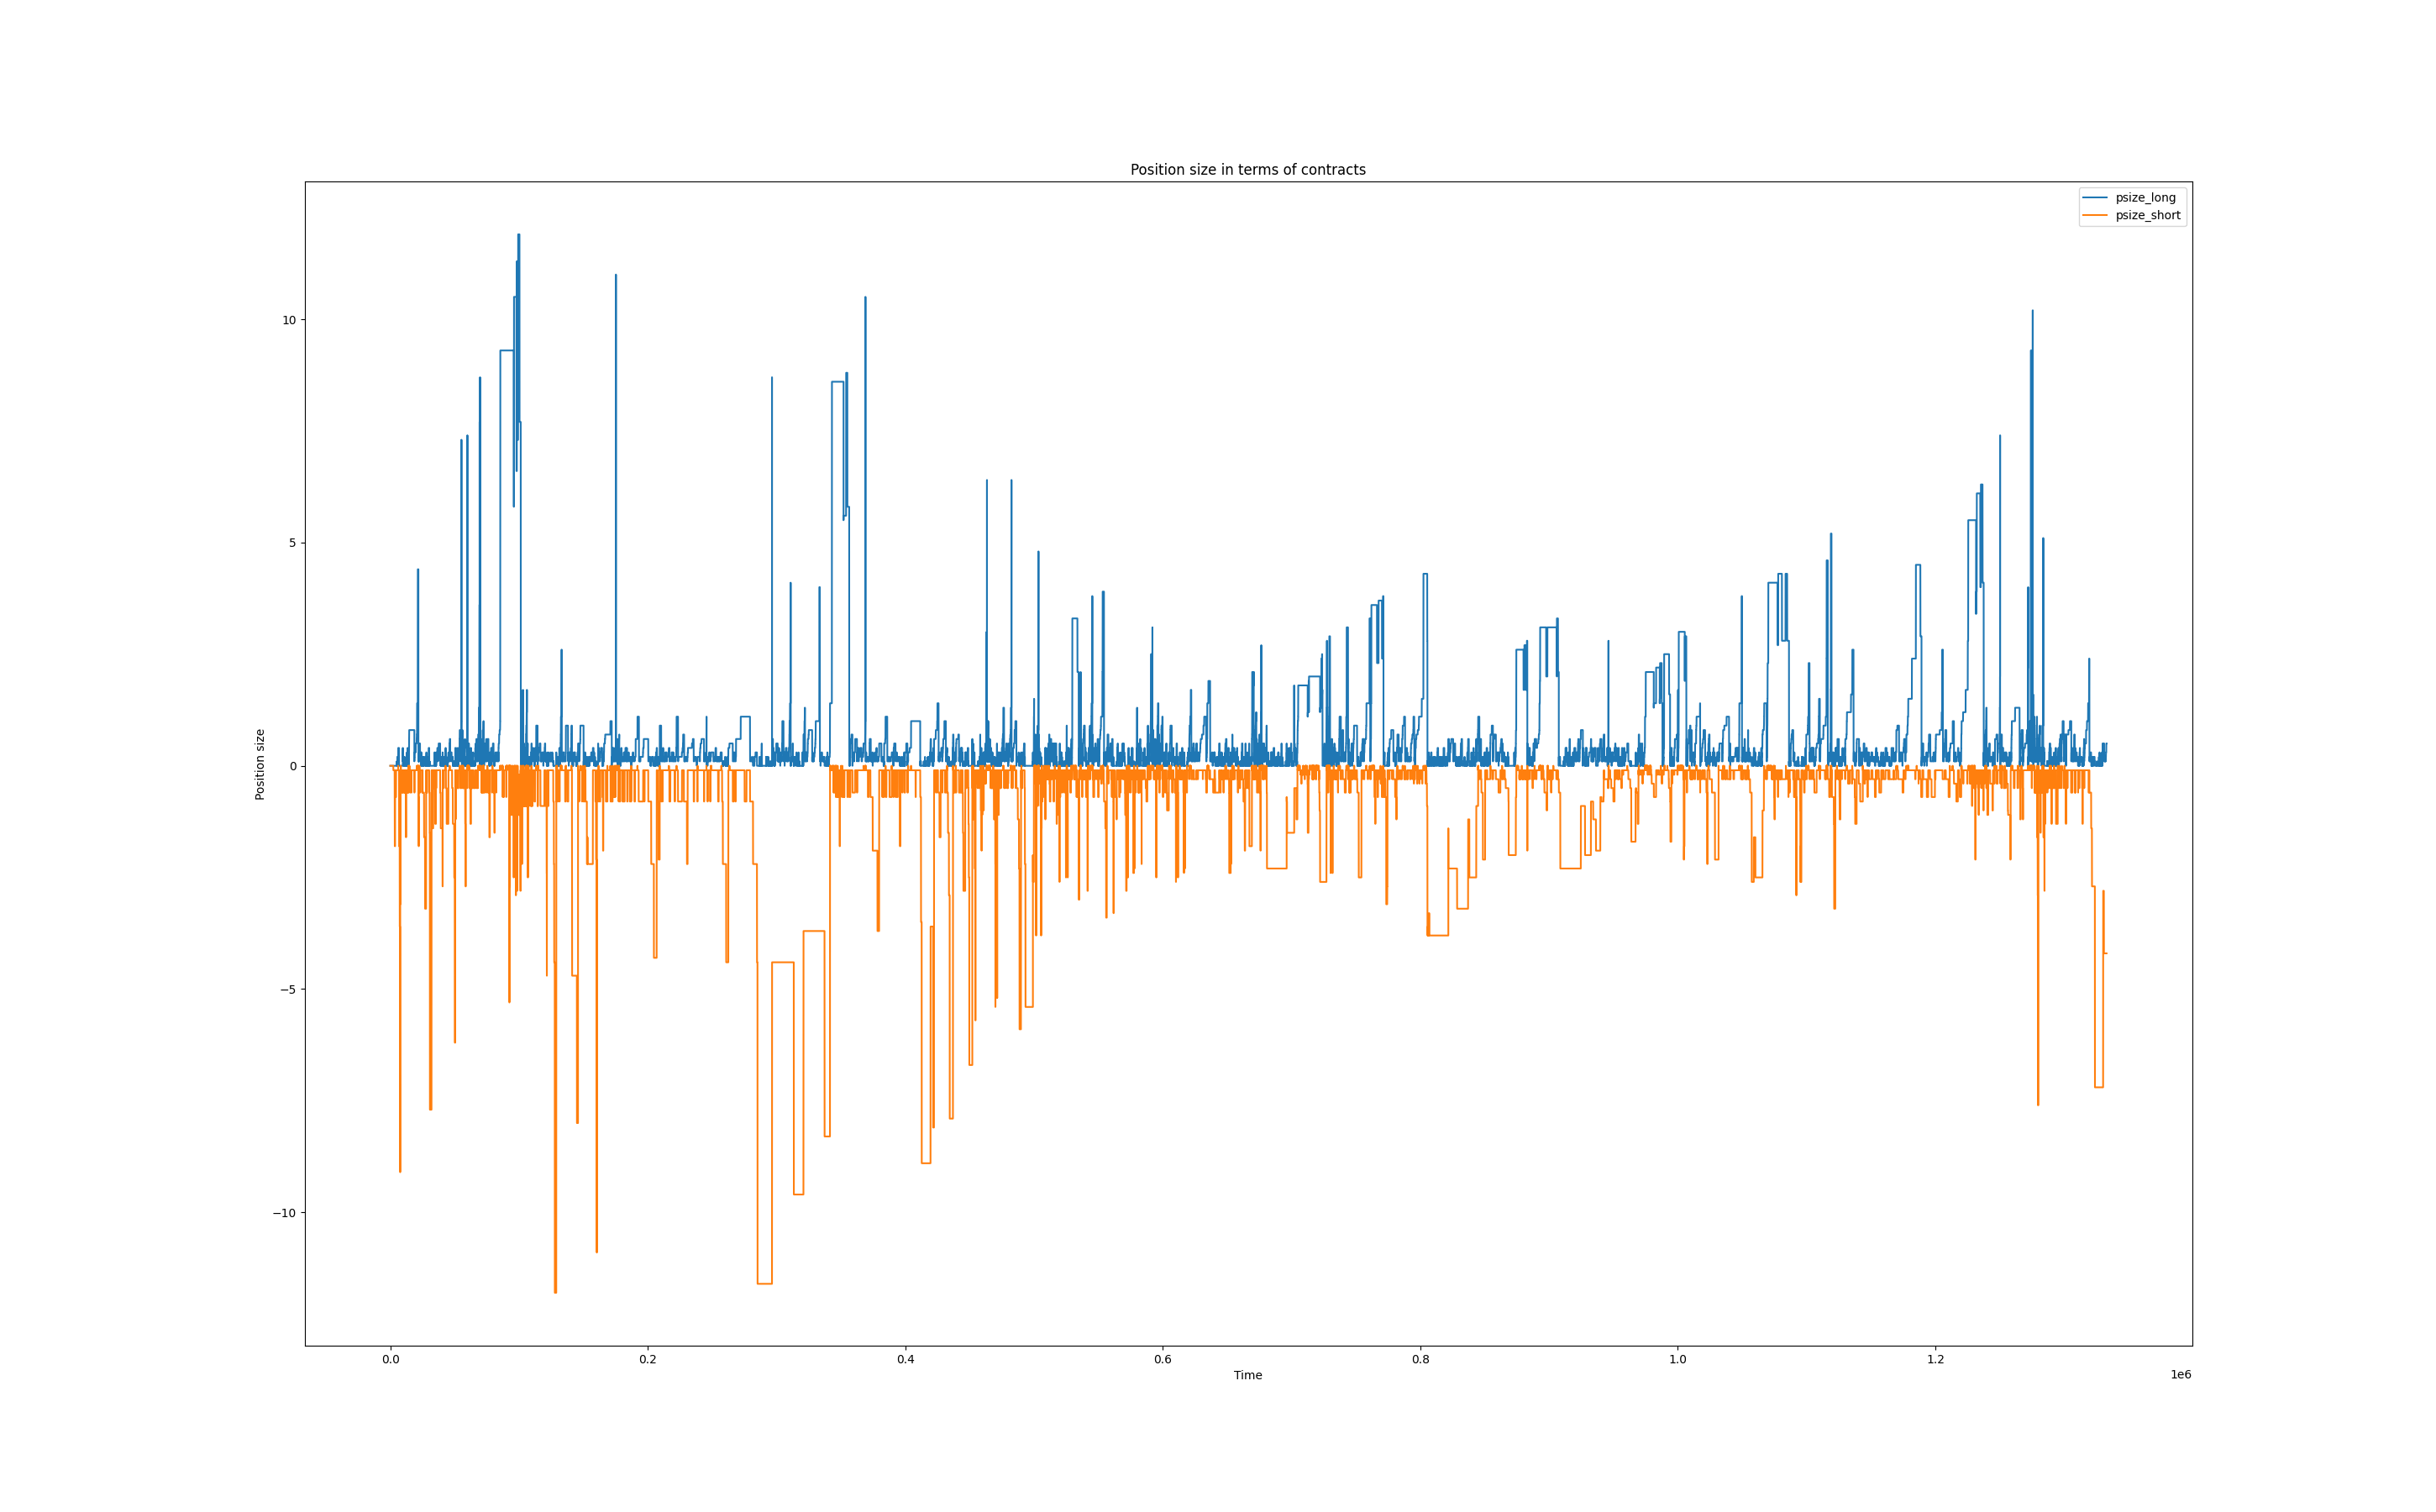 Position size in terms of contracts
psize_long
psize_short
10
5
0
−5
−10
Position size
0.0
0.2
0.4
0.6
0.8
1.0
1.2
1e6
Time